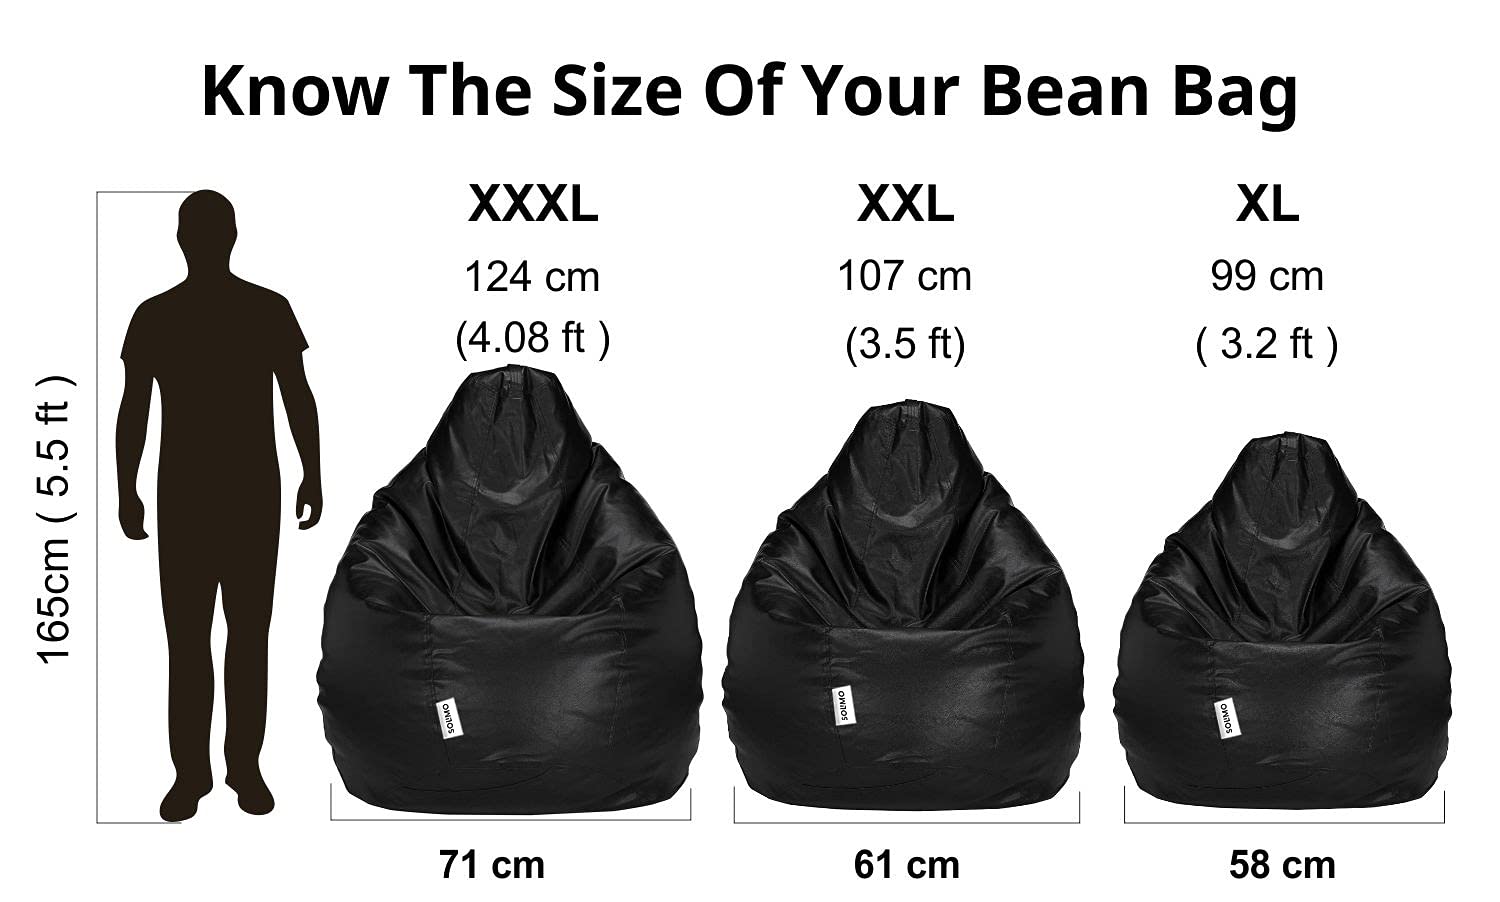 Know The Size Of Your Bean Bag
XXXL
124 cm
(4.08 ft )
XXL
107 cm
(3.5 ft)
XL
99 cm
( 3.2 ft )
165cm ( 5.5 ft )
SOLIMO
SOLIMO
SOLIMO
71 cm
61 cm
58 cm